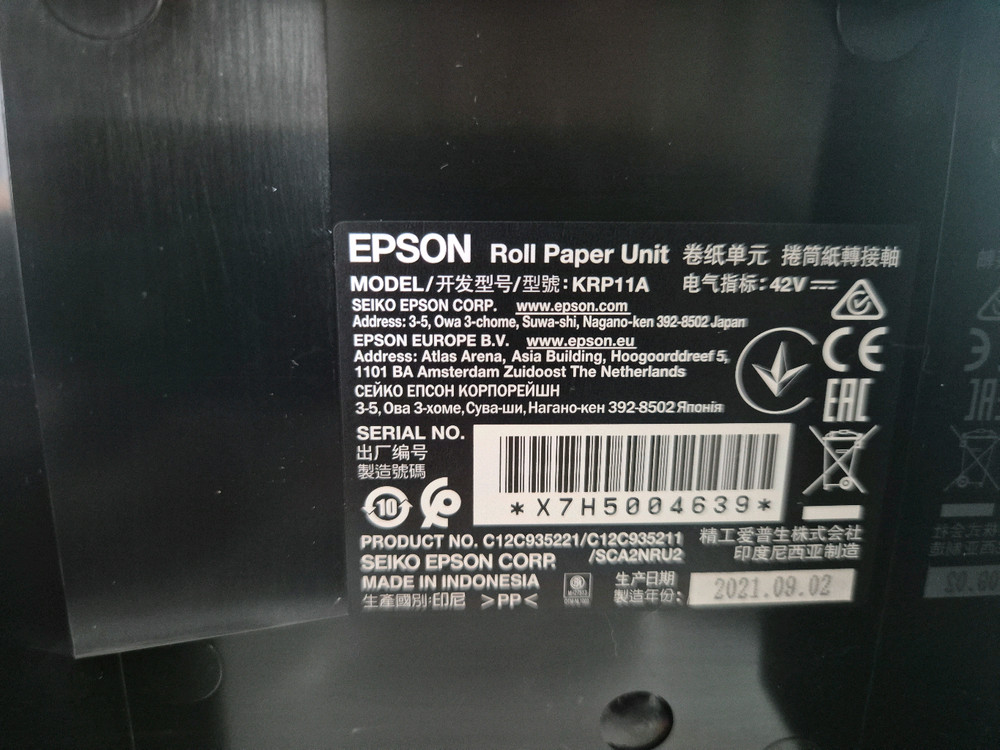 EPSON Roll Paper Unit 卷纸单元 捲筒紙轉接軸
MODEL/开发型号/型號: KRP11A 电气指标: 42V
SEIKO EPSON CORP. www.epson.com
Address: 3-5, Owa 3-chome, Suwa-shi, Nagano-ken 392-8502 Japan
EPSON EUROPE B.V. www.epson.eu
Address: Atlas Arena, Asia Building, Hoogoorddreef 5,
1101 BA Amsterdam Zuidoost The Netherlands
СЕЙКО ЕПСОН КОРПОРЕЙШН
3-5, Ова 3-хоме, Сува-ши, Нагано-кен 392-8502 Японія
CE
EAC
SERIAL NO.
出厂编号
製造號碼
*X7H5004639*
10
PRODUCT NO. C12C935221/C12C935211
/SCA2NRU2
精工爱普生株式会社
印度尼西亚制造
SEIKO EPSON CORP.
MADE IN INDONESIA
生產國別:印尼 >PP<
生产日期
製造年份:
2021.09.02